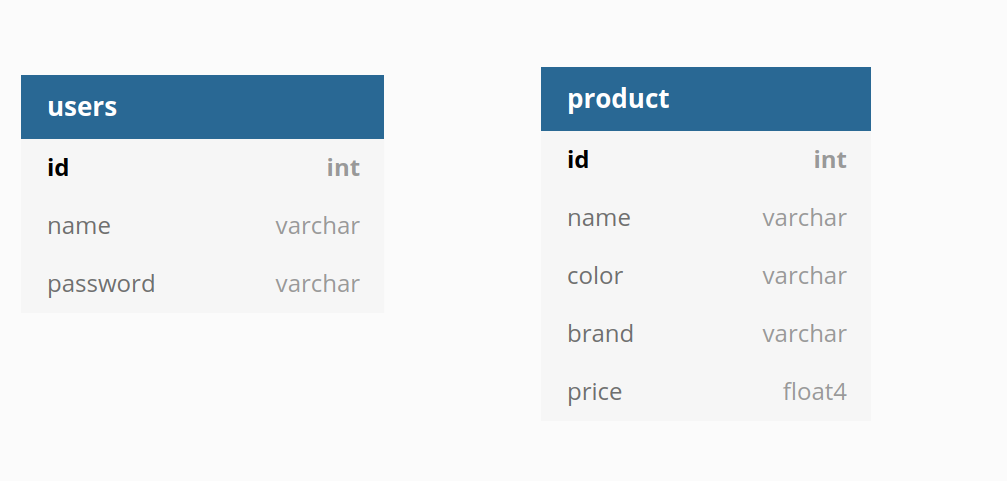 users
id int
name varchar
password varchar
product
id int
name varchar
color varchar
brand varchar
price float4